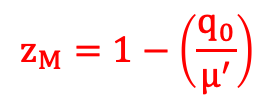 z_M = 1 − (q_0/μ′)